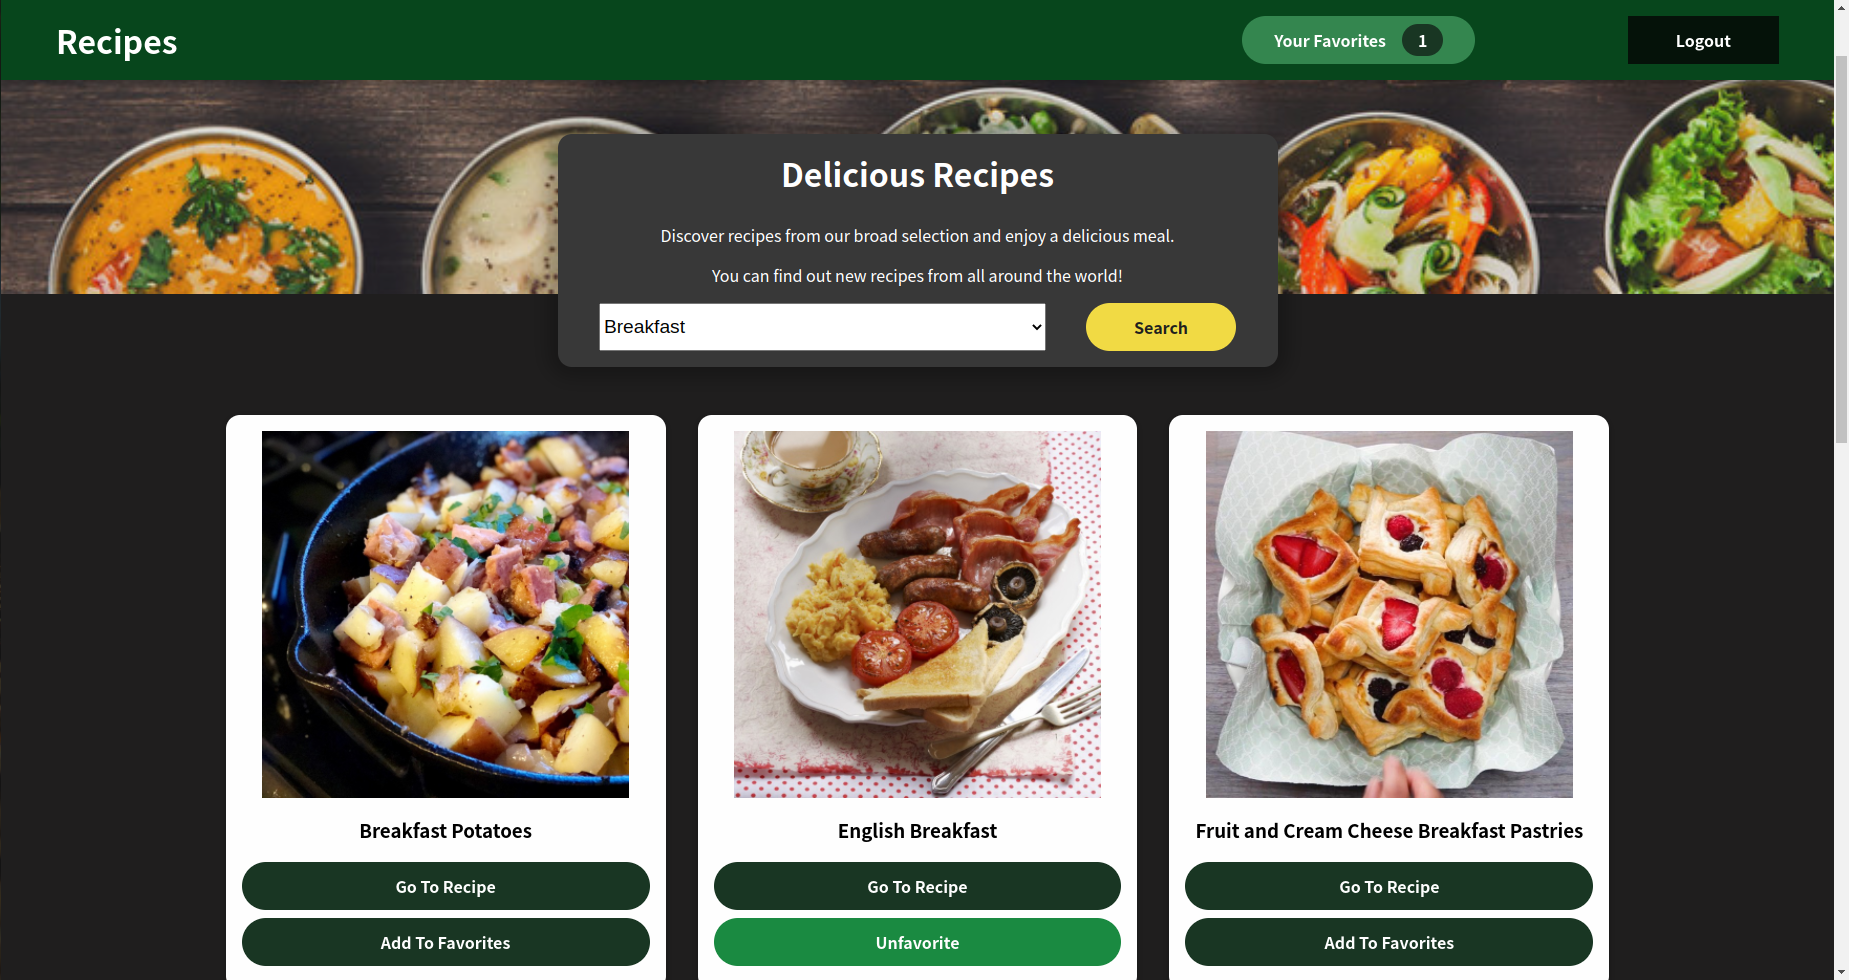 Recipes
Your Favorites 1
Logout
Delicious Recipes
Discover recipes from our broad selection and enjoy a delicious meal.
You can find out new recipes from all around the world!
Breakfast
Search
Breakfast Potatoes
English Breakfast
Fruit and Cream Cheese Breakfast Pastries
Go To Recipe
Go To Recipe
Go To Recipe
Add To Favorites
Unfavorite
Add To Favorites